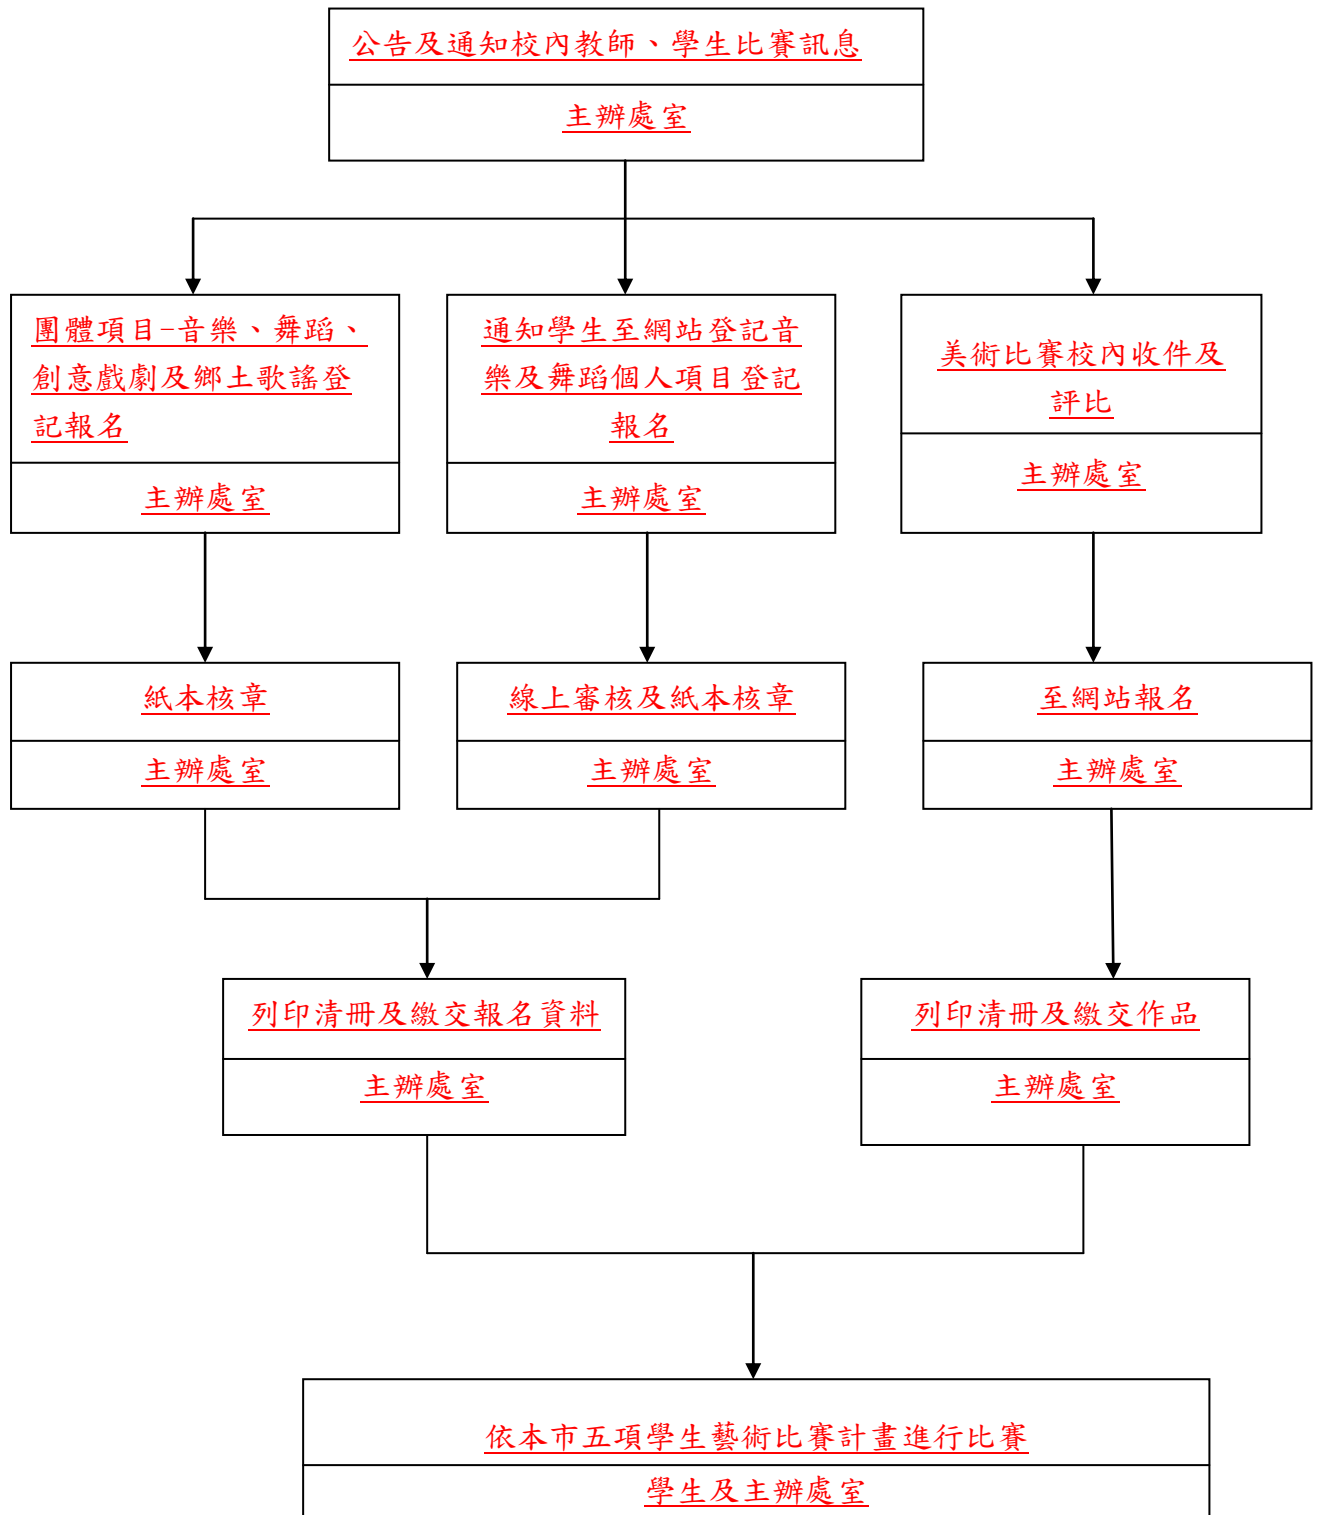 公告及通知校內教師、學生比賽訊息
主辦處室
團體項目-音樂、舞蹈、
創意戲劇及鄉土歌謠登
記報名
主辦處室
通知學生至網站登記音
樂及舞蹈個人項目登記
報名
主辦處室
美術比賽校內收件及
評比
主辦處室
紙本核章
主辦處室
線上審核及紙本核章
主辦處室
至網站報名
主辦處室
列印清冊及繳交報名資料
主辦處室
列印清冊及繳交作品
主辦處室
依本市五項學生藝術比賽計畫進行比賽
學生及主辦處室